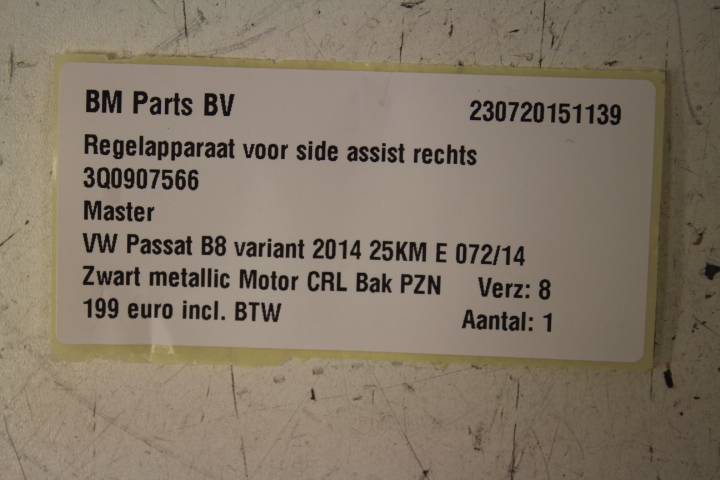 BM Parts BV 230720151139
Regelapparaat voor side assist rechts
3Q0907566
Master
VW Passat B8 variant 2014 25KM E 072/14
Zwart metallic Motor CRL Bak PZN Verz: 8
199 euro incl. BTW Aantal: 1